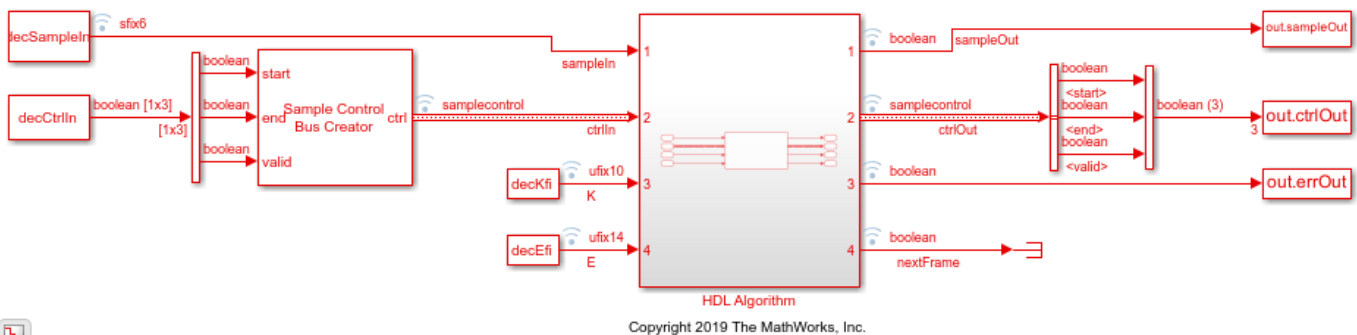 decSampleIn
sfix6
1
sampleIn
1
boolean
sampleOut
out.sampleOut
decCtrlIn
boolean [1x3]
[1x3]
boolean
boolean
boolean
start
end
valid
Sample Control
Bus Creator
ctrl
samplecontrol
ctrlIn
2
2
samplecontrol
ctrlOut
boolean
<start>
boolean
<end>
boolean
<valid>
boolean (3)
3
out.ctrlOut
decKfi
ufix10
K
3
3
boolean
out.errOut
decEfi
ufix14
E
4
4
boolean
nextFrame
HDL Algorithm
Copyright 2019 The MathWorks, Inc.